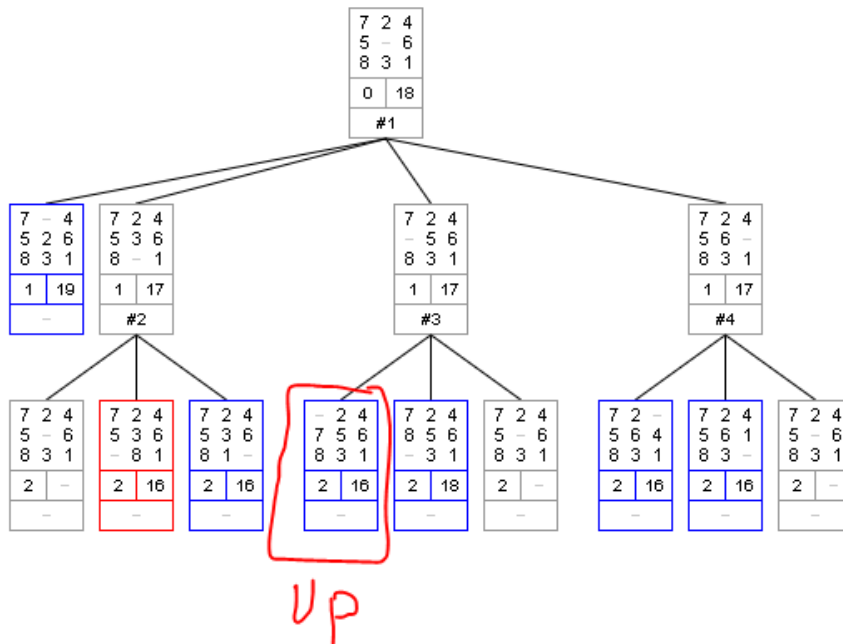 7 2 4
5 – 6
8 3 1
0 18
#1
7 – 4
5 2 6
8 3 1
1 19
–
7 2 4
5 3 6
8 – 1
1 17
#2
7 2 4
– 5 6
8 3 1
1 17
#3
7 2 4
5 6 –
8 3 1
1 17
#4
7 2 4
5 – 6
8 3 1
2 –
–
7 2 4
5 3 6
– 8 1
2 16
–
7 2 4
5 3 6
8 1 –
2 16
–
– 2 4
7 5 6
8 3 1
2 16
–
7 2 4
8 5 6
– 3 1
2 18
–
7 2 4
5 – 6
8 3 1
2 –
–
7 2 –
5 6 4
8 3 1
2 16
–
7 2 4
5 6 1
8 3 –
2 16
–
7 2 4
5 – 6
8 3 1
2 –
–
Up